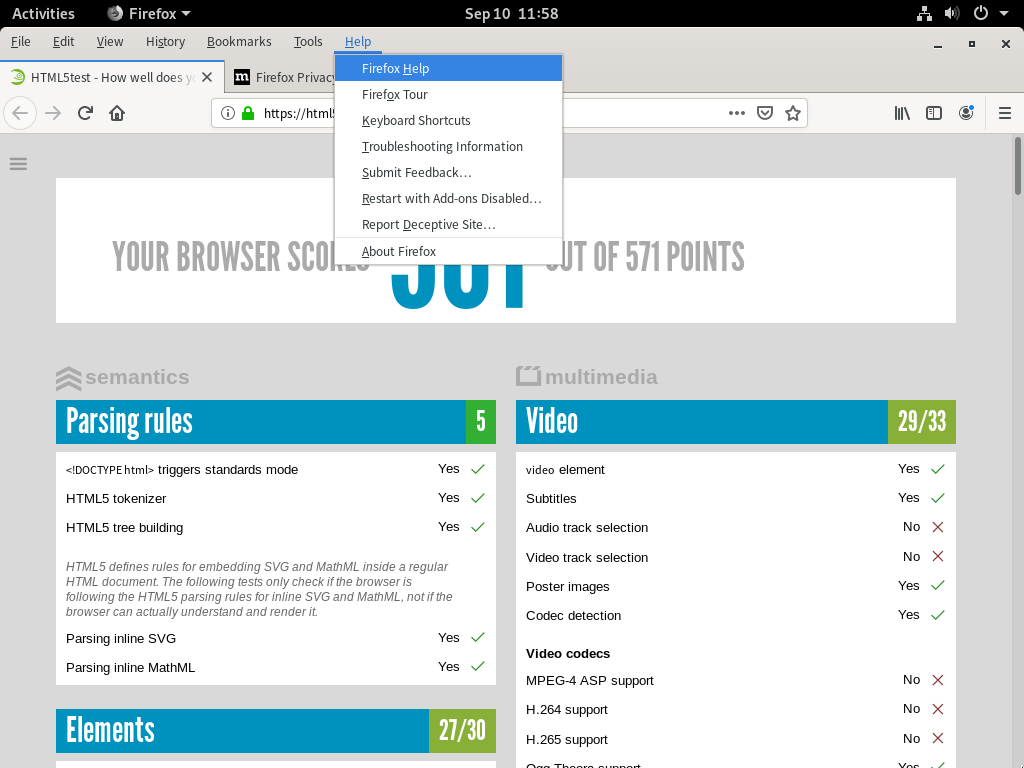 Activities Firefox Sep 10 11:58
File Edit View History Bookmarks Tools Help
HTML5test - How well does Firefox Privacy
Firefox Help
Firefox Tour
https://html5
Keyboard Shortcuts
Troubleshooting Information
Submit Feedback…
Restart with Add-ons Disabled…
Report Deceptive Site…
About Firefox
YOUR BROWSER SCORES OUT OF 571 POINTS
semantics
Parsing rules 5
<!DOCTYPE html> triggers standards mode Yes
HTML5 tokenizer Yes
HTML5 tree building Yes
HTML5 defines rules for embedding SVG and MathML inside a regular
HTML document. The following tests only check if the browser is
following the HTML5 parsing rules for inline SVG and MathML, not if the
browser can actually understand and render it.
Parsing inline SVG Yes
Parsing inline MathML Yes
Elements 27/30
multimedia
Video 29/33
video element Yes
Subtitles Yes
Audio track selection No
Video track selection No
Poster images Yes
Codec detection Yes
Video codecs
MPEG-4 ASP support No
H.264 support No
H.265 support No
Ogg Theora support Yes